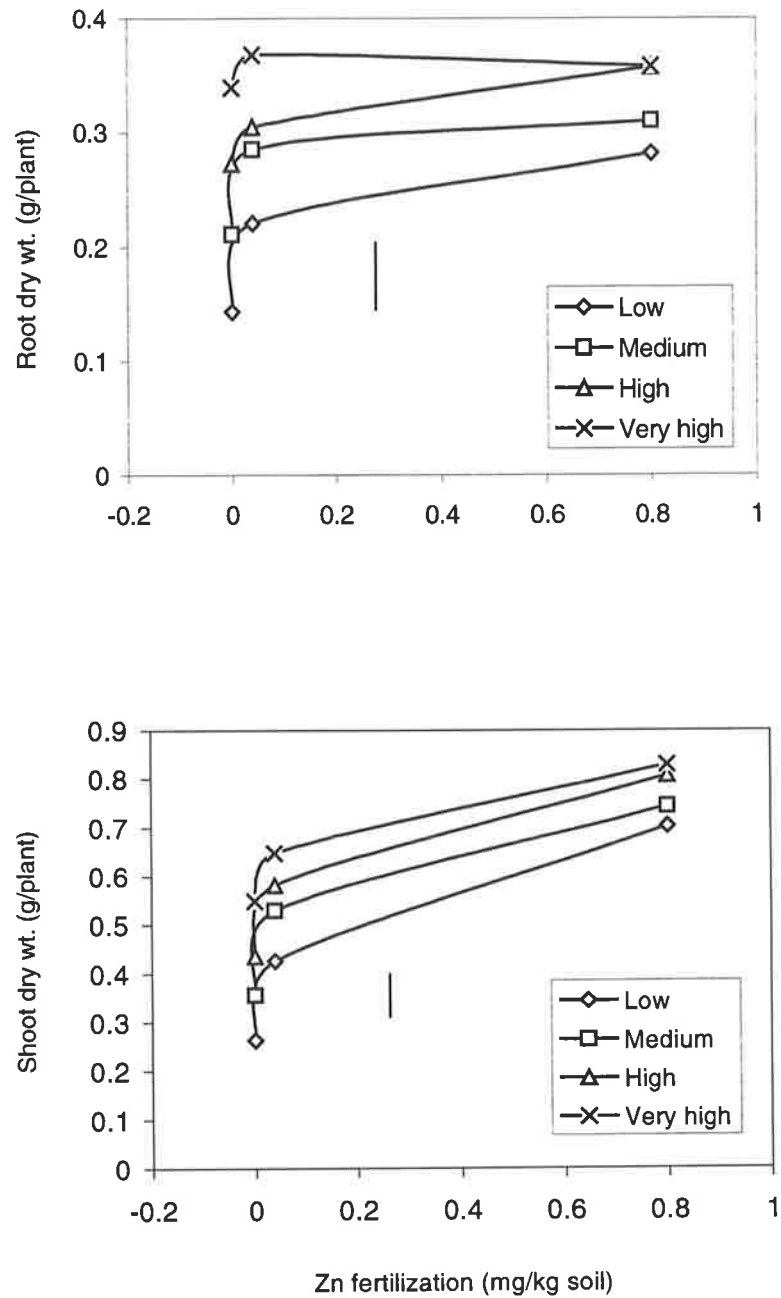 0.4
0.3
0.2
0.1
0
Root dry wt. (g/plant)
-0.2 0 0.2 0.4 0.6 0.8 1
Low
Medium
High
Very high
0.9
0.8
0.7
0.6
0.5
0.4
0.3
0.2
0.1
0
Shoot dry wt. (g/plant)
-0.2 0 0.2 0.4 0.6 0.8 1
Low
Medium
High
Very high
Zn fertilization (mg/kg soil)